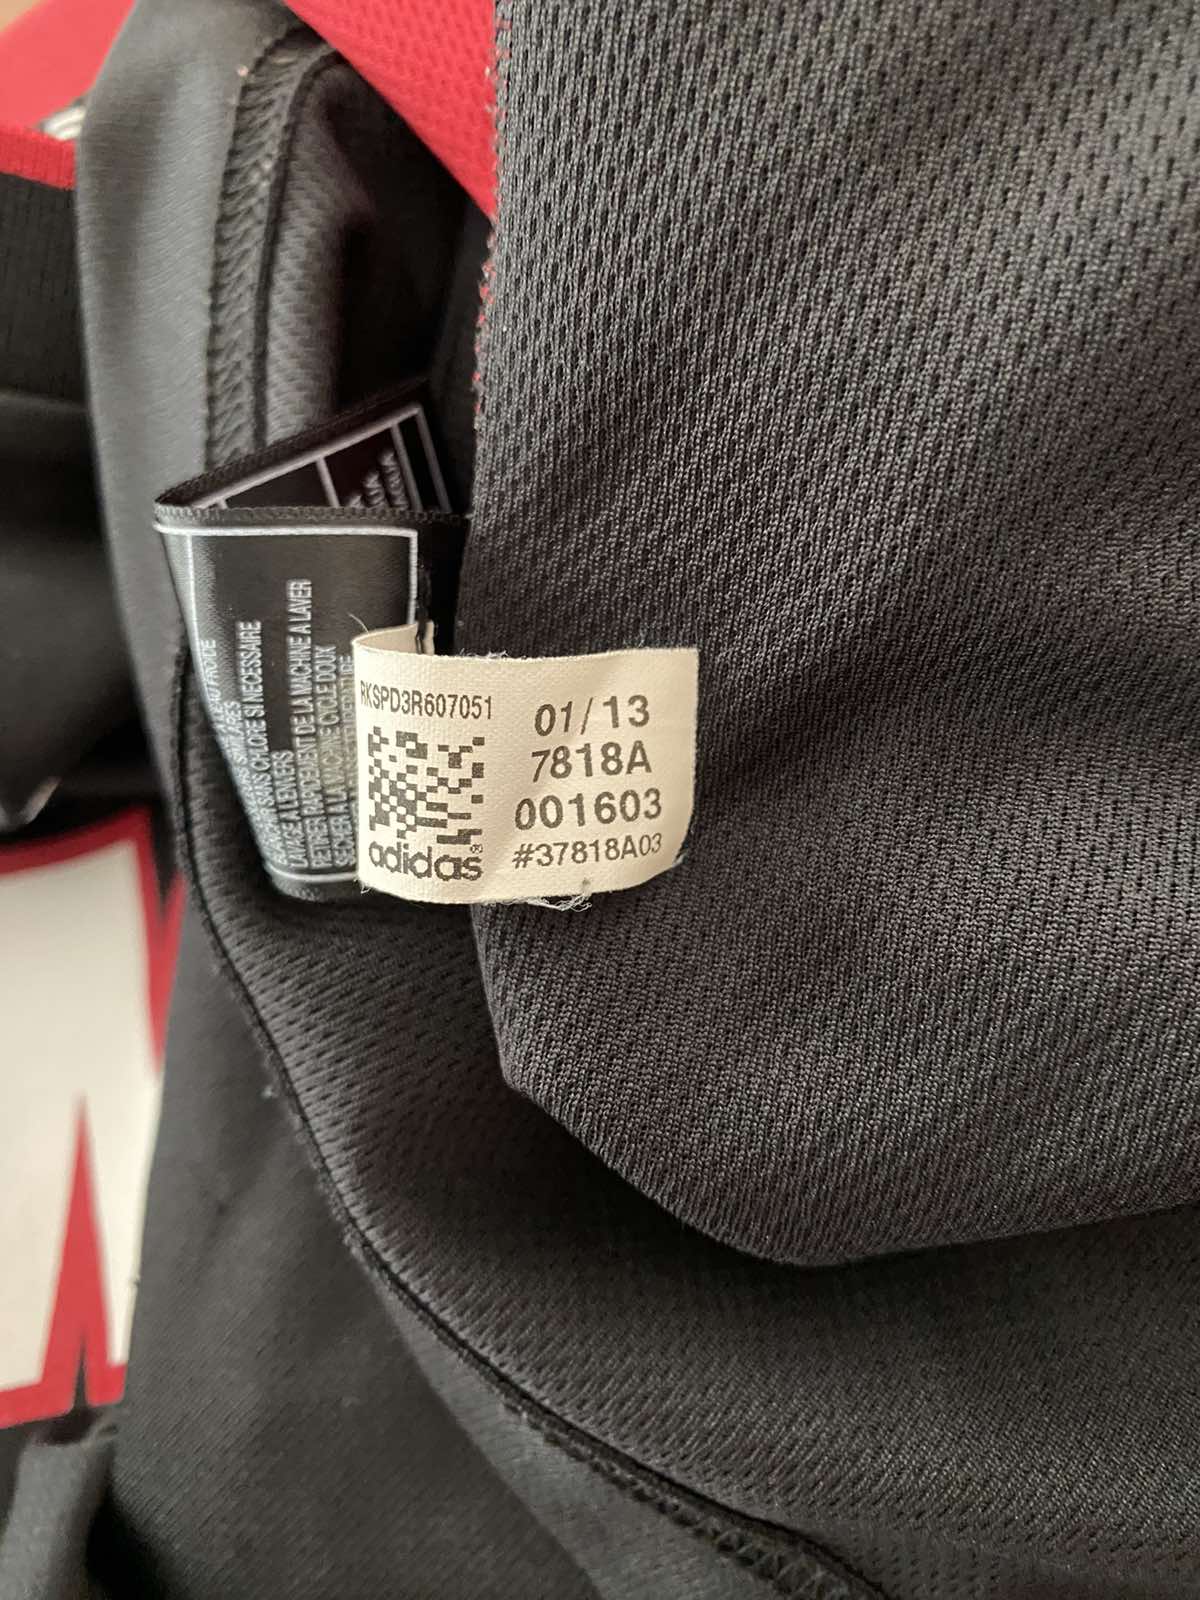 RKSPD3R607051
adidas®
01/13
7818A
001603
#37818A03
SANS CHLORE SI NECESSAIRE
LAVAGE A L'ENVERS
RETIRER RAPIDEMENT DE LA MACHINE A LAVER
SECHER A LA MACHINE CYCLE DOUX